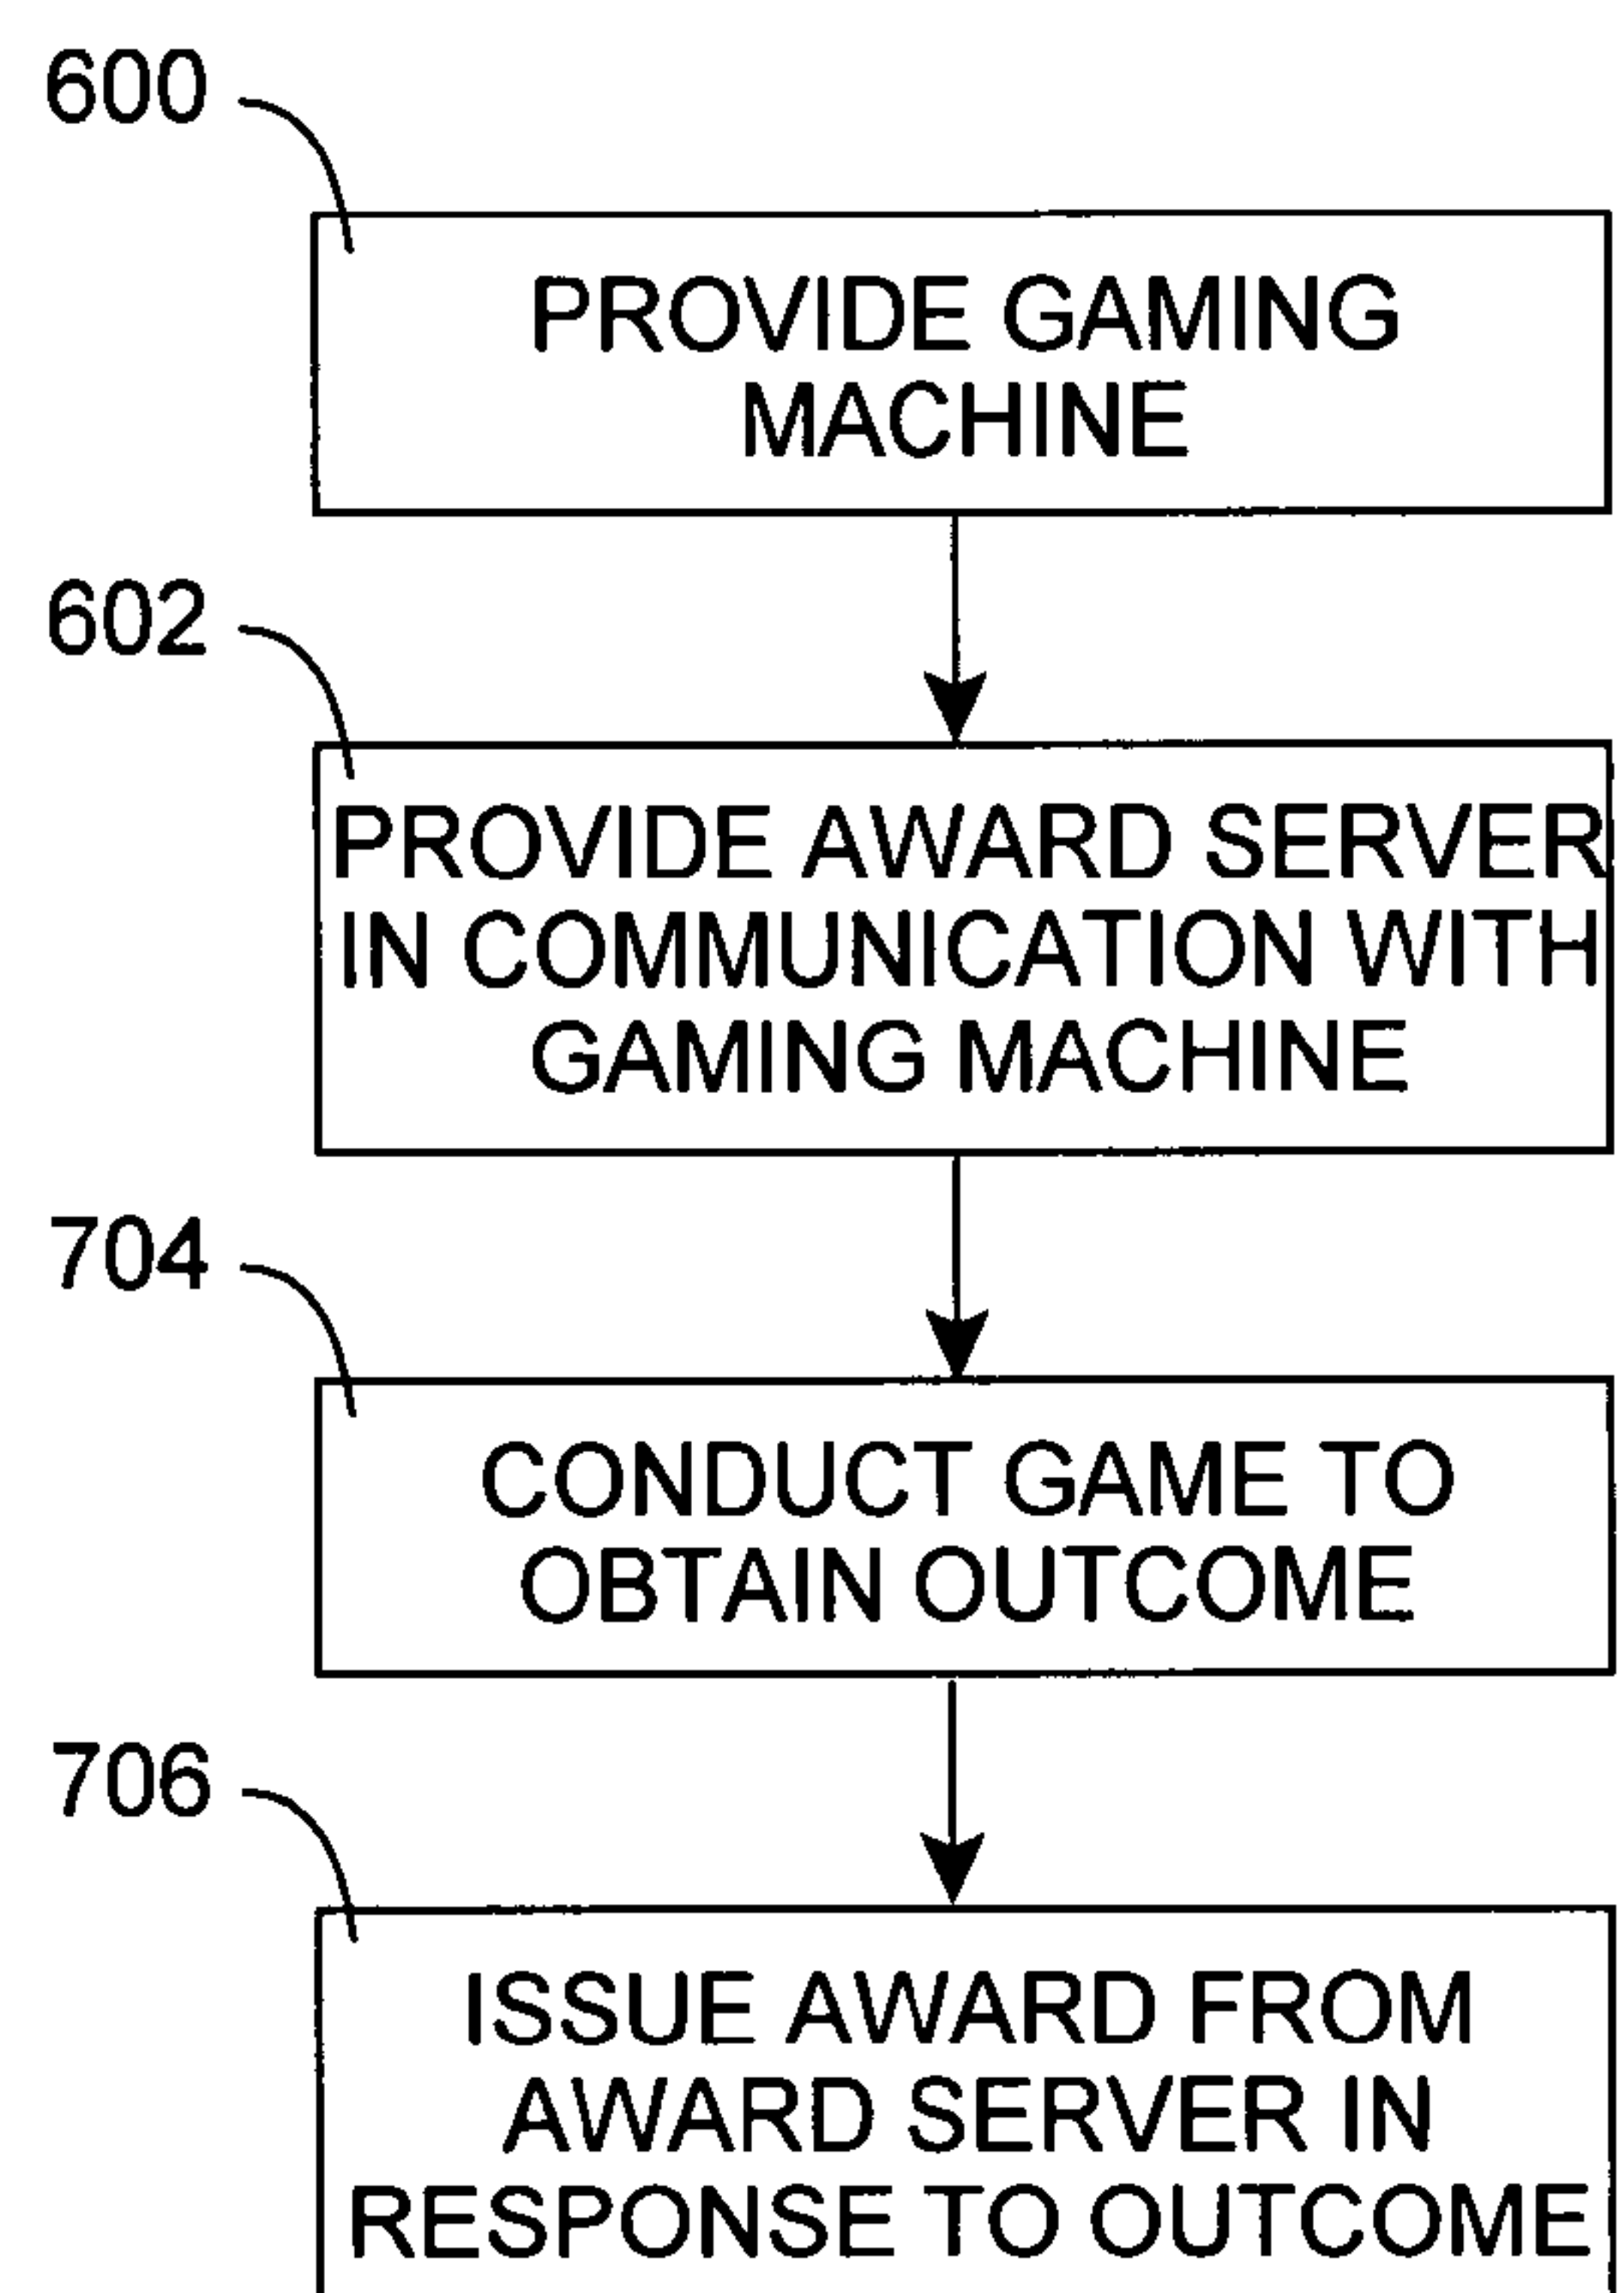 600
PROVIDE GAMING
MACHINE
602
PROVIDE AWARD SERVER
IN COMMUNICATION WITH
GAMING MACHINE
704
CONDUCT GAME TO
OBTAIN OUTCOME
706
ISSUE AWARD FROM
AWARD SERVER IN
RESPONSE TO OUTCOME